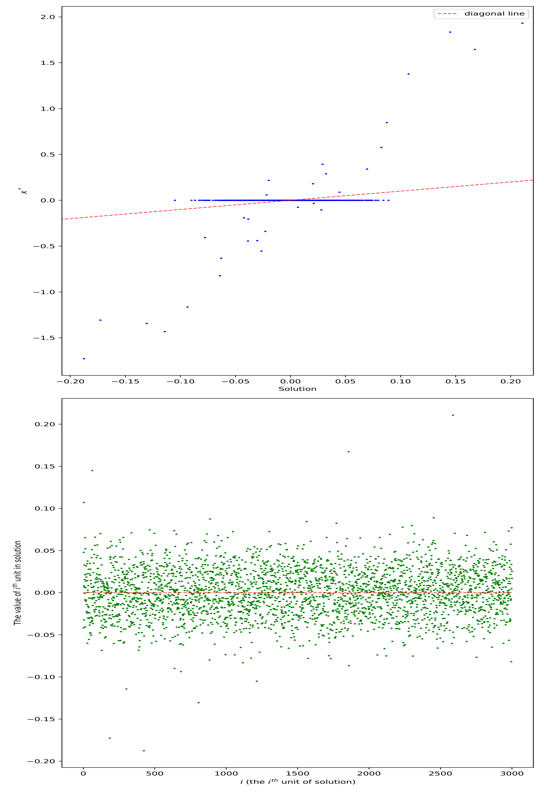 2.0
1.5
1.0
0.5
0.0
−0.5
−1.0
−1.5
x*
diagonal line
−0.20 −0.15 −0.10 −0.05 0.00 0.05 0.10 0.15 0.20
Solution
0.20
0.15
0.10
0.05
0.00
−0.05
−0.10
−0.15
−0.20
The value of iᵗʰ unit in solution
0 500 1000 1500 2000 2500 3000
i (the iᵗʰ unit of solution)